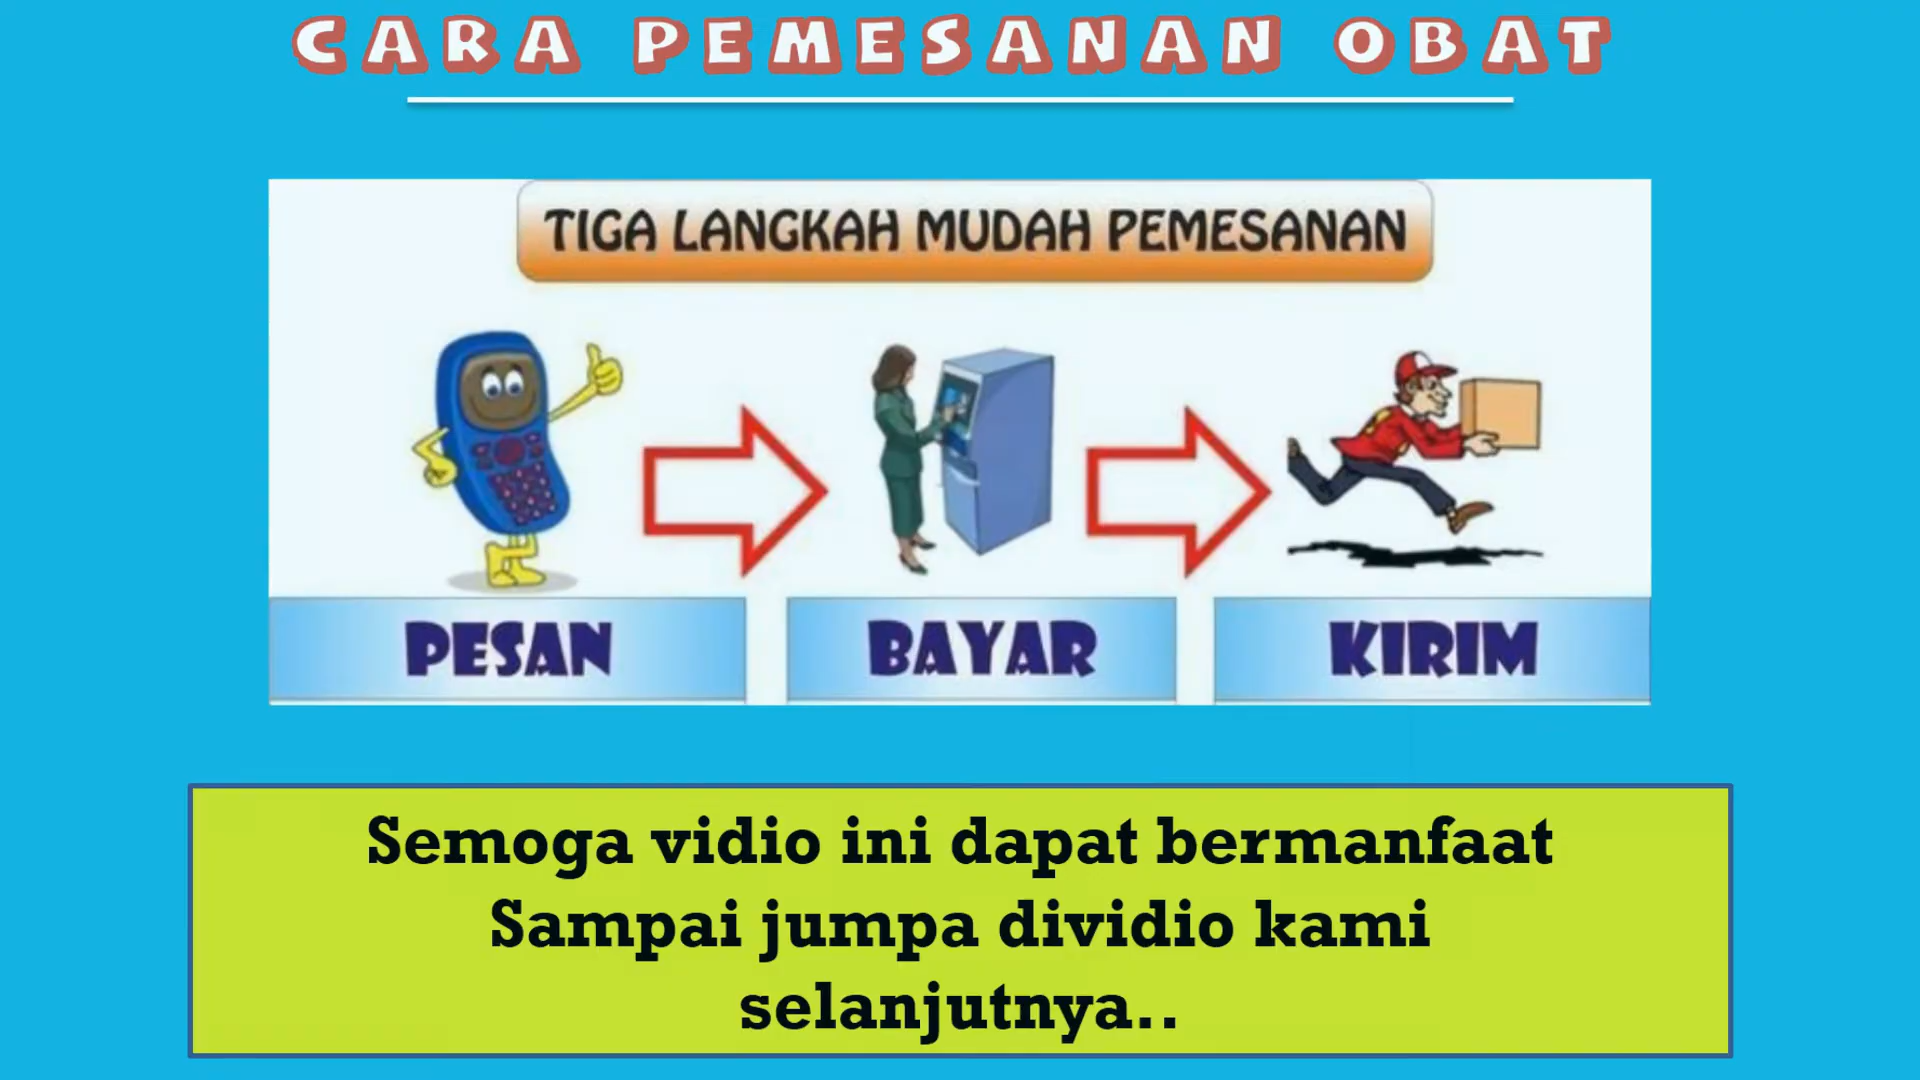 CARA PEMESANAN OBAT
TIGA LANGKAH MUDAH PEMESANAN
PESAN
BAYAR
KIRIM
Semoga vidio ini dapat bermanfaat
Sampai jumpa dividio kami
selanjutnya..